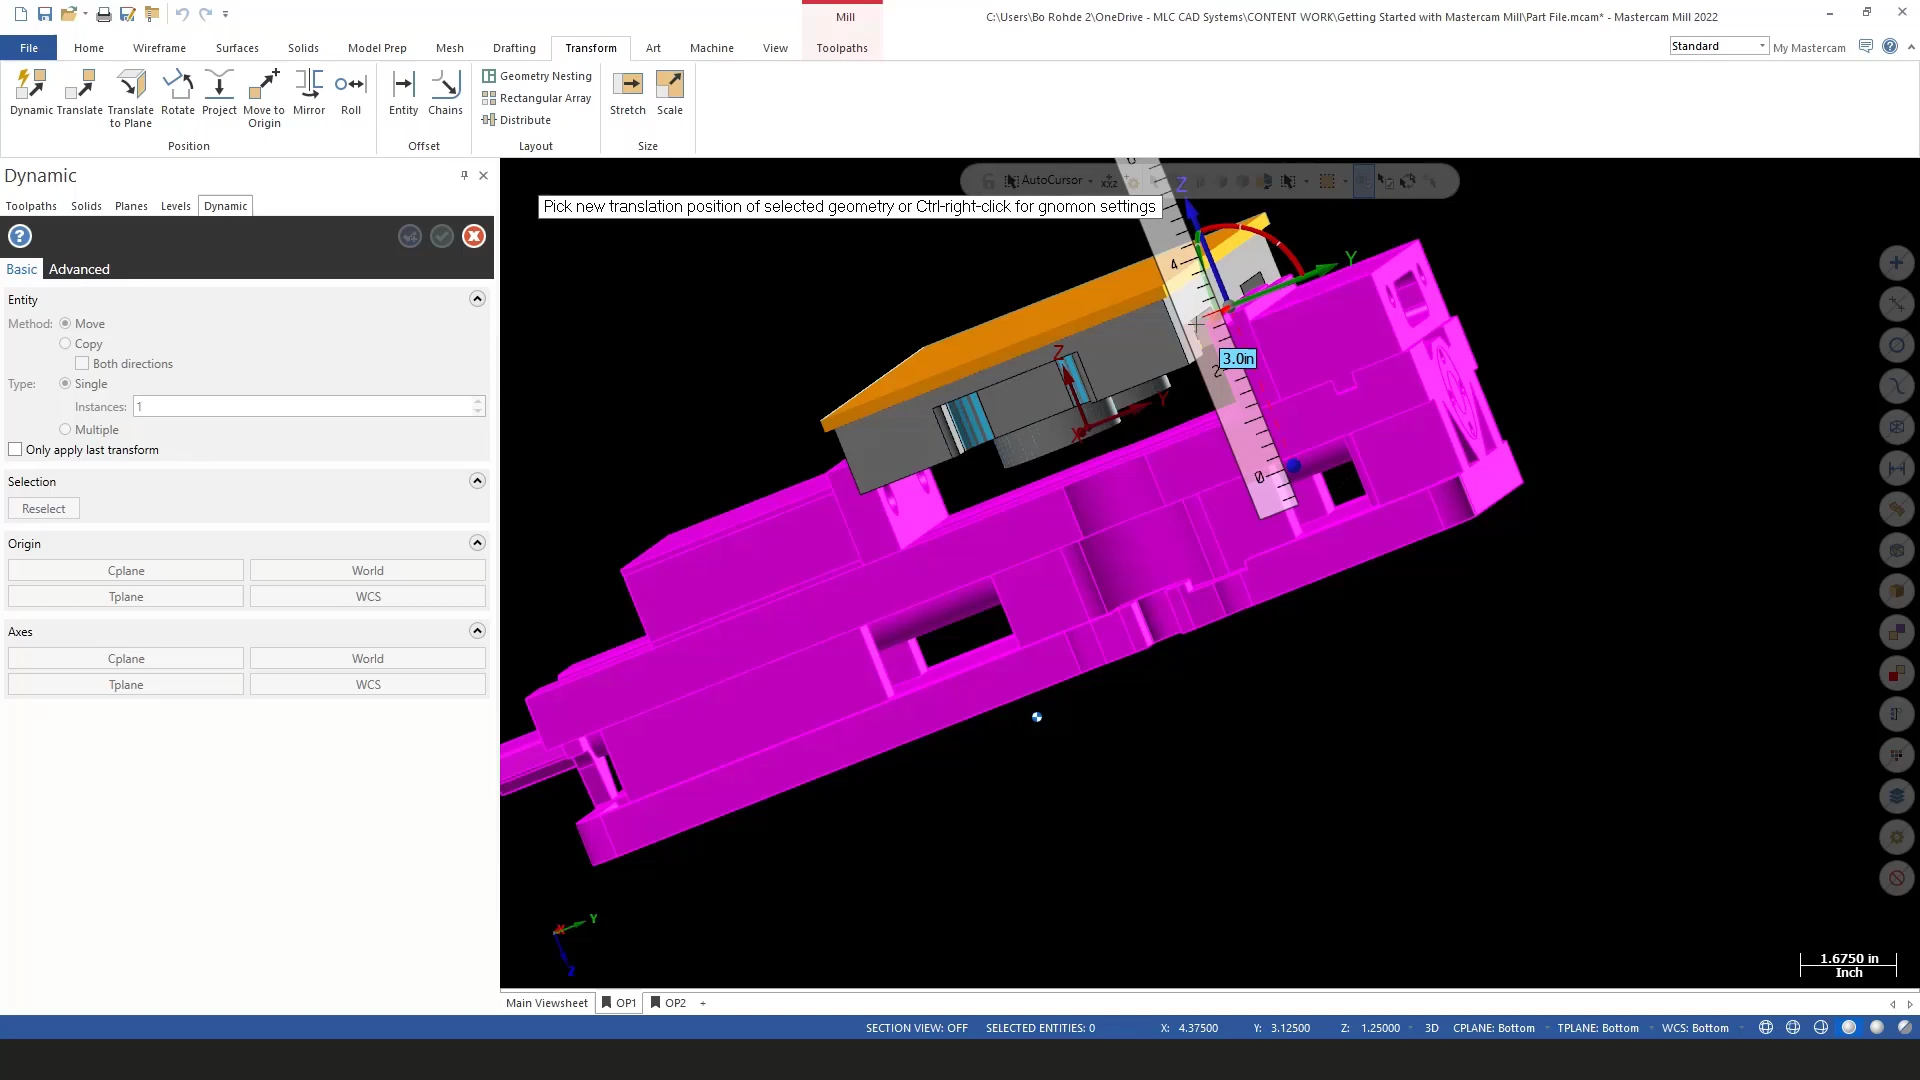 Mill
C:\Users\Bo Rohde 2\OneDrive - MLC CAD Systems\CONTENT WORK\Getting Started with Mastercam Mill\Part File.mcam* - Mastercam Mill 2022
File
Home
Wireframe
Surfaces
Solids
Model Prep
Mesh
Drafting
Transform
Art
Machine
View
Toolpaths
Standard
My Mastercam
Dynamic
Translate
Translate to Plane
Rotate
Project
Move to Origin
Mirror
Roll
Entity
Chains
Geometry Nesting
Rectangular Array
Distribute
Stretch
Scale
Position
Offset
Layout
Size
Dynamic
Toolpaths
Solids
Planes
Levels
Dynamic
Basic
Advanced
Entity
Method:
Move
Copy
Both directions
Type:
Single
Instances:
1
Multiple
Only apply last transform
Selection
Reselect
Origin
Cplane
World
Tplane
WCS
Axes
Cplane
World
Tplane
WCS
AutoCursor
Pick new translation position of selected geometry or Ctrl-right-click for gnomon settings
Z
Y
4
3.0in
2
0
Z
Y
X
Y
X
Z
1.6750 in
Inch
Main Viewsheet
OP1
OP2
+
SECTION VIEW: OFF
SELECTED ENTITIES: 0
X: 4.37500
Y: 3.12500
Z: 1.25000
3D
CPLANE: Bottom
TPLANE: Bottom
WCS: Bottom